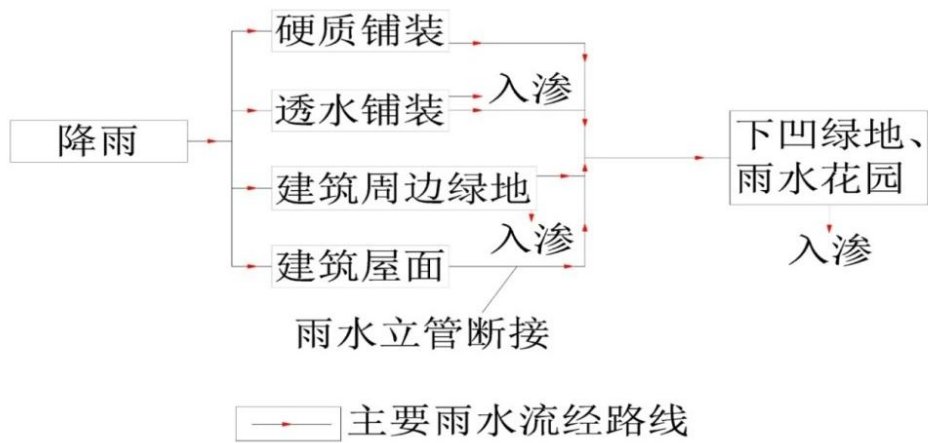 降雨
硬质铺装
透水铺装
入渗
建筑周边绿地
入渗
建筑屋面
雨水立管断接
下凹绿地、
雨水花园
入渗
主要雨水流经路线